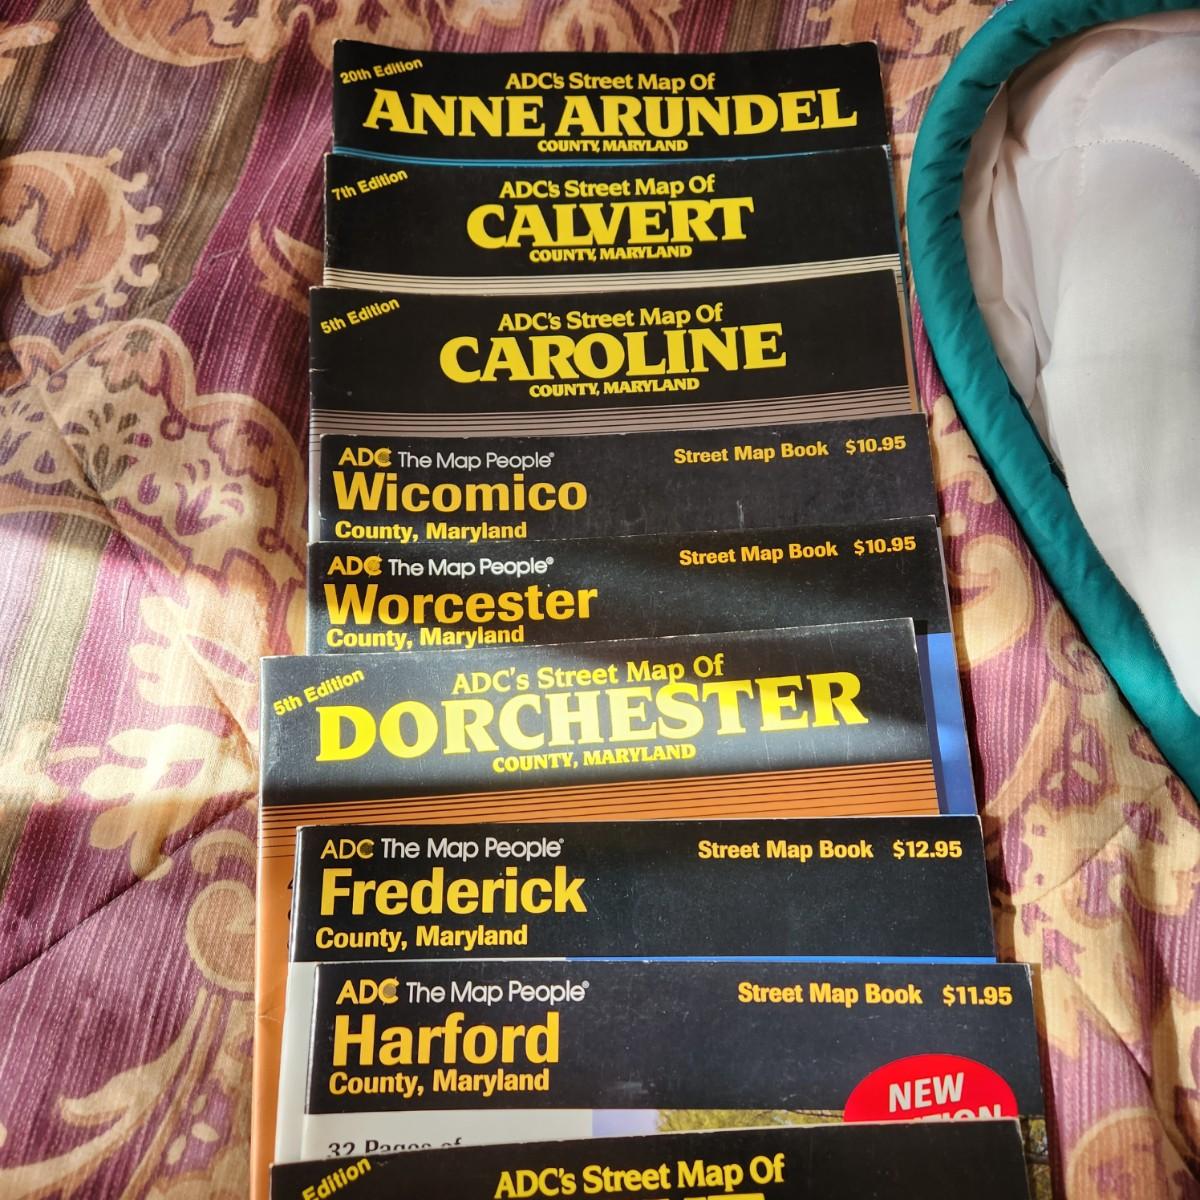 20th Edition
ADC's Street Map Of
ANNE ARUNDEL
COUNTY, MARYLAND
7th Edition
ADC's Street Map Of
CALVERT
COUNTY, MARYLAND
5th Edition
ADC's Street Map Of
CAROLINE
COUNTY, MARYLAND
ADC The Map People®
Street Map Book $10.95
Wicomico
County, Maryland
ADC The Map People®
Street Map Book $10.95
Worcester
County, Maryland
5th Edition
ADC's Street Map Of
DORCHESTER
COUNTY, MARYLAND
ADC The Map People®
Street Map Book $12.95
Frederick
County, Maryland
ADC The Map People®
Street Map Book $11.95
Harford
County, Maryland
NEW
32 Pages of
Edition
ADC's Street Map Of